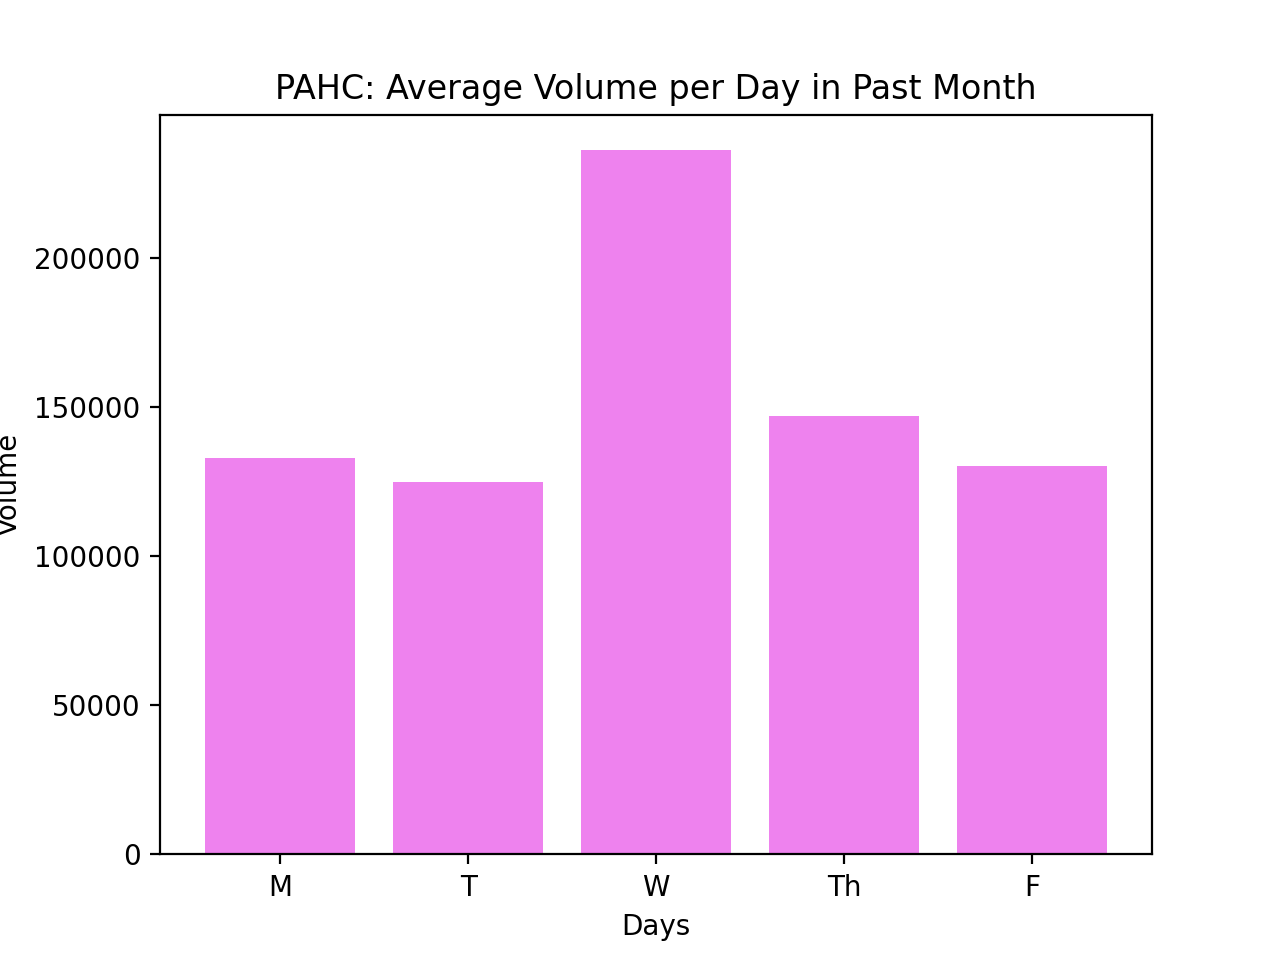 PAHC: Average Volume per Day in Past Month
200000
150000
100000
50000
0
Volume
M T W Th F
Days